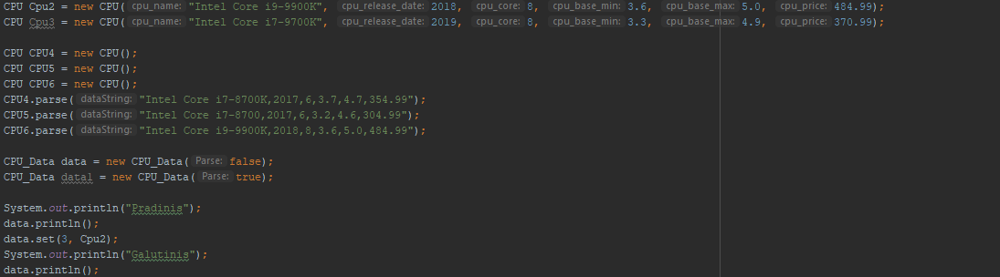 CPU Cpu2 = new CPU( cpu_name: "Intel Core i9-9900K", cpu_release_date: 2018, cpu_core: 8, cpu_base_min: 3.6, cpu_base_max: 5.0, cpu_price: 484.99);
CPU Cpu3 = new CPU( cpu_name: "Intel Core i7-9700K", cpu_release_date: 2019, cpu_core: 8, cpu_base_min: 3.3, cpu_base_max: 4.9, cpu_price: 370.99);
CPU CPU4 = new CPU();
CPU CPU5 = new CPU();
CPU CPU6 = new CPU();
CPU4.parse( dataString: "Intel Core i7-8700K,2017,6,3.7,4.7,354.99");
CPU5.parse( dataString: "Intel Core i7-8700,2017,6,3.2,4.6,304.99");
CPU6.parse( dataString: "Intel Core i9-9900K,2018,8,3.6,5.0,484.99");
CPU_Data data = new CPU_Data( Parse: false);
CPU_Data data1 = new CPU_Data( Parse: true);
System.out.println("Pradinis");
data.println();
data.set(3, Cpu2);
System.out.println("Galutinis");
data.println();